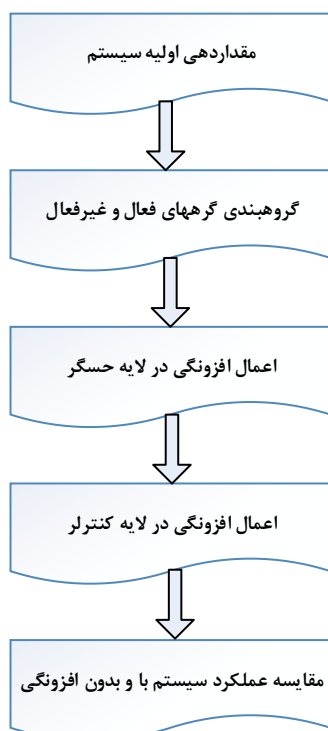 مقداردهی اولیه سیستم
گروهبندی گرههای فعال و غیرفعال
اعمال افزونگی در لایه حسگر
اعمال افزونگی در لایه کنترلر
مقایسه عملکرد سیستم با و بدون افزونگی